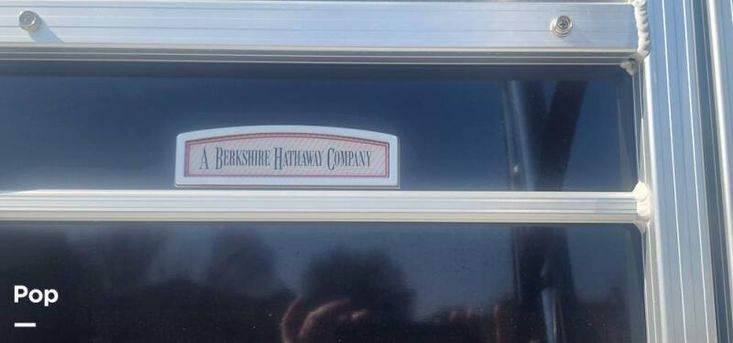 A BERKSHIRE HATHAWAY COMPANY
Pop